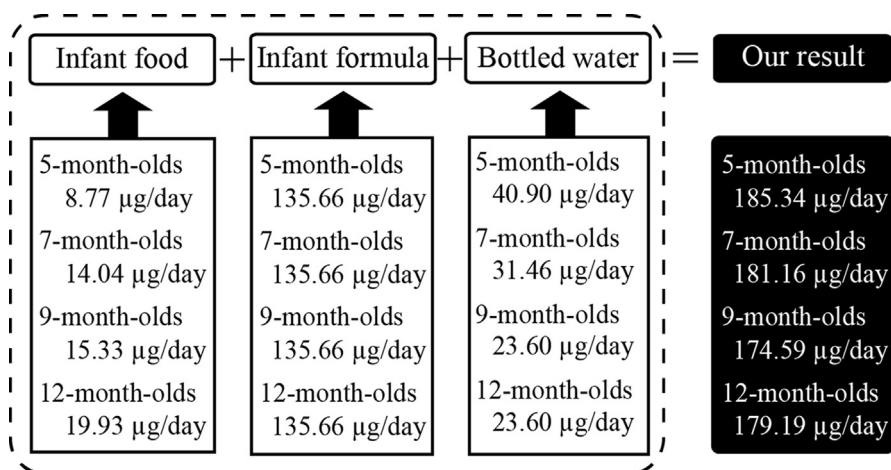 Infant food + Infant formula + Bottled water = Our result
5-month-olds
8.77 µg/day
7-month-olds
14.04 µg/day
9-month-olds
15.33 µg/day
12-month-olds
19.93 µg/day
5-month-olds
135.66 µg/day
7-month-olds
135.66 µg/day
9-month-olds
135.66 µg/day
12-month-olds
135.66 µg/day
5-month-olds
40.90 µg/day
7-month-olds
31.46 µg/day
9-month-olds
23.60 µg/day
12-month-olds
23.60 µg/day
5-month-olds
185.34 µg/day
7-month-olds
181.16 µg/day
9-month-olds
174.59 µg/day
12-month-olds
179.19 µg/day